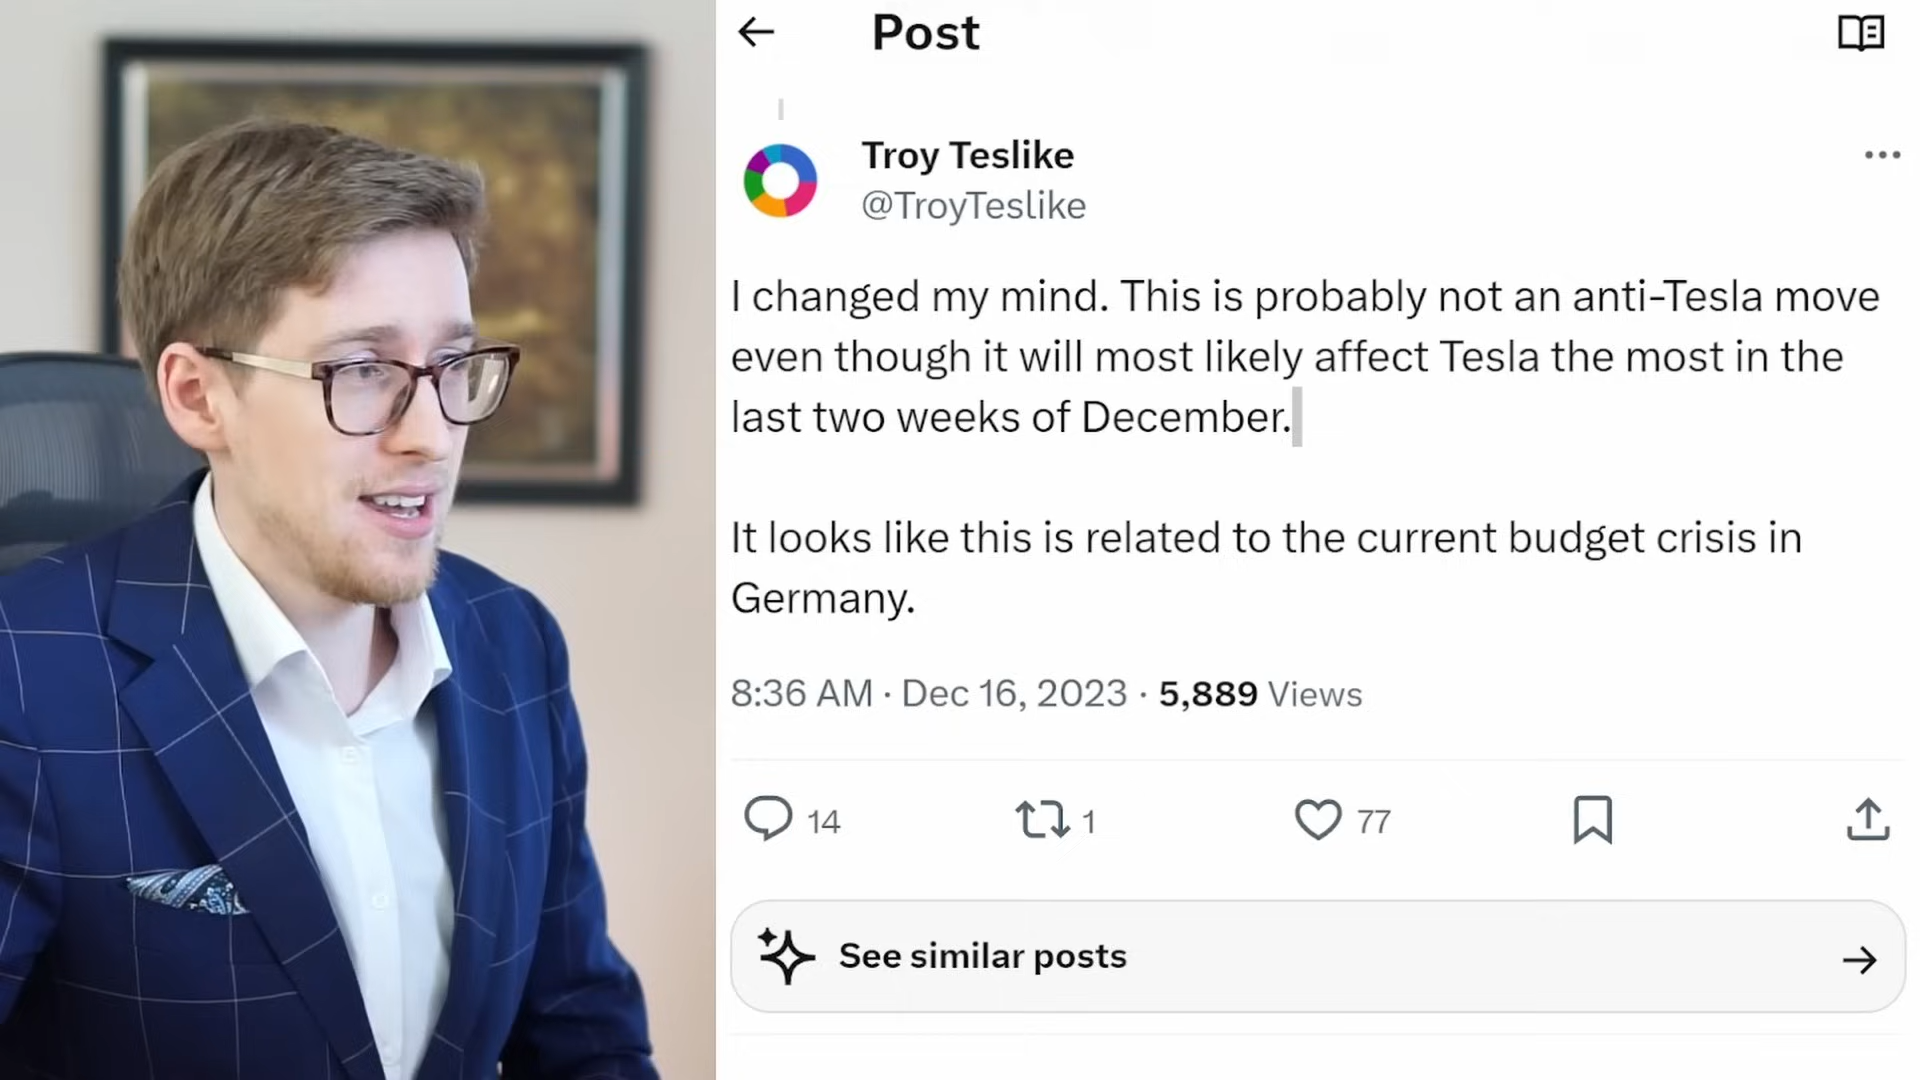 Post
Troy Teslike
@TroyTeslike
I changed my mind. This is probably not an anti-Tesla move
even though it will most likely affect Tesla the most in the
last two weeks of December.
It looks like this is related to the current budget crisis in
Germany.
8:36 AM · Dec 16, 2023 · 5,889 Views
14 1 77
See similar posts